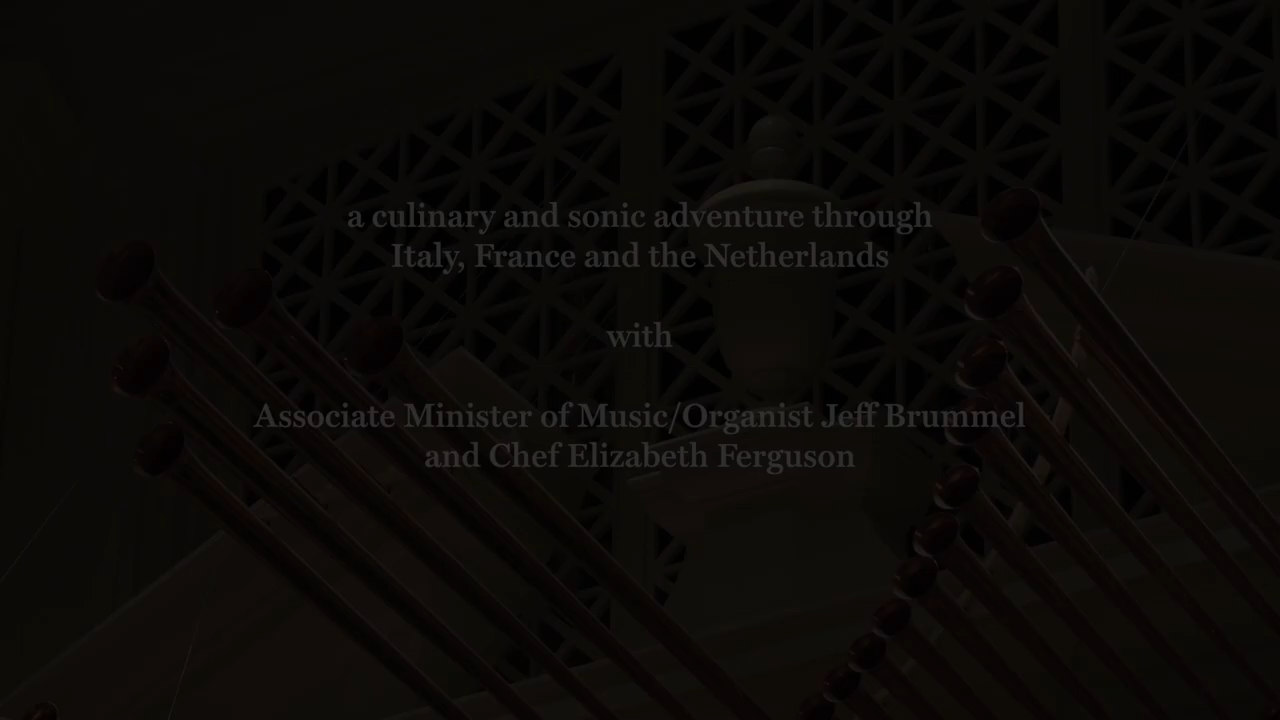 a culinary and sonic adventure through
Italy, France and the Netherlands
with
Associate Minister of Music/Organist Jeff Brummel
and Chef Elizabeth Ferguson